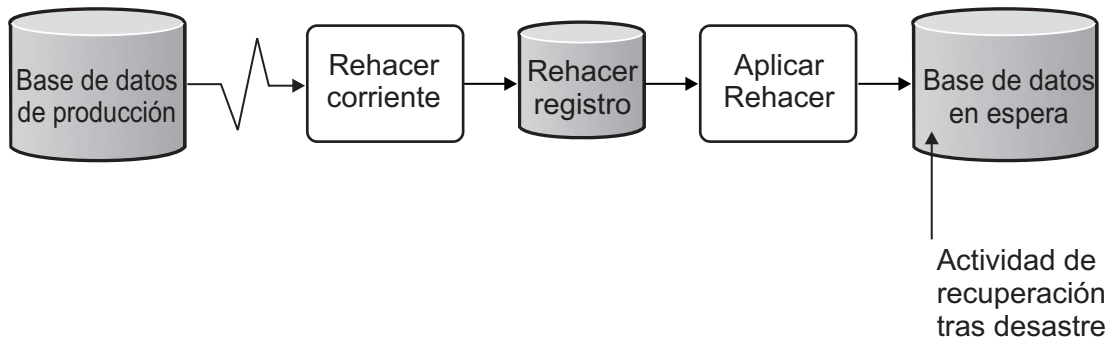 Base de datos
de producción
Rehacer
corriente
Rehacer
registro
Aplicar
Rehacer
Base de datos
en espera
Actividad de
recuperación
tras desastre